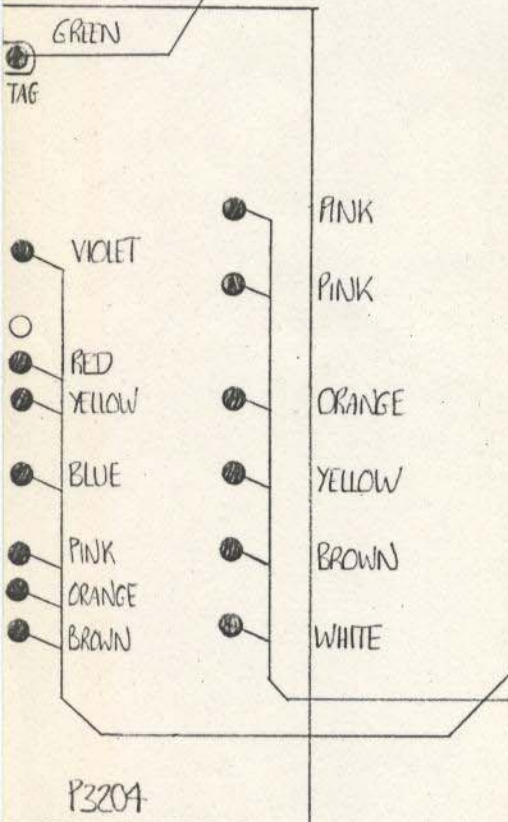 GREEN
TAG
VIOLET
RED
YELLOW
BLUE
PINK
ORANGE
BROWN
PINK
PINK
ORANGE
YELLOW
BROWN
WHITE
P3204